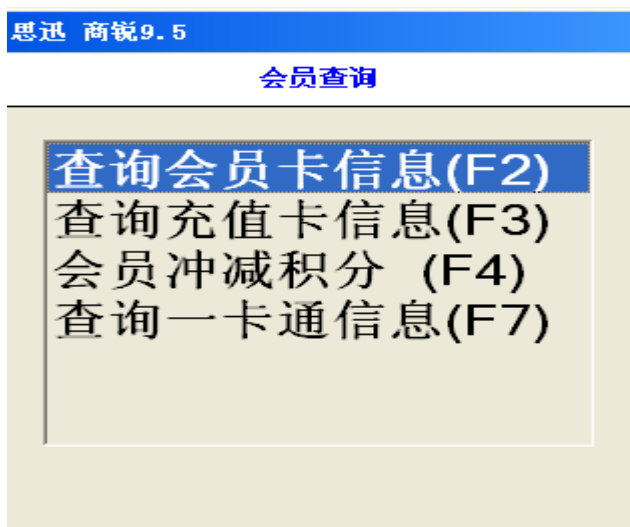 思迅 商锐9.5
会员查询
查询会员卡信息(F2)
查询充值卡信息(F3)
会员冲减积分 (F4)
查询一卡通信息(F7)